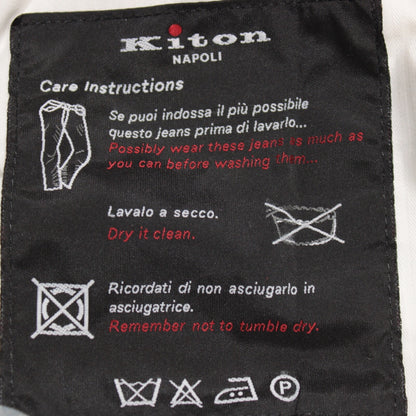 Kiton
NAPOLI
Care Instructions
Se puoi indossa il più possibile
questo jeans prima di lavarlo...
Possibly wear these jeans as much as
you can before washing them...
Lavalo a secco.
Dry it clean.
Ricordati di non asciugarlo in
asciugatrice.
Remember not to tumble dry.
P